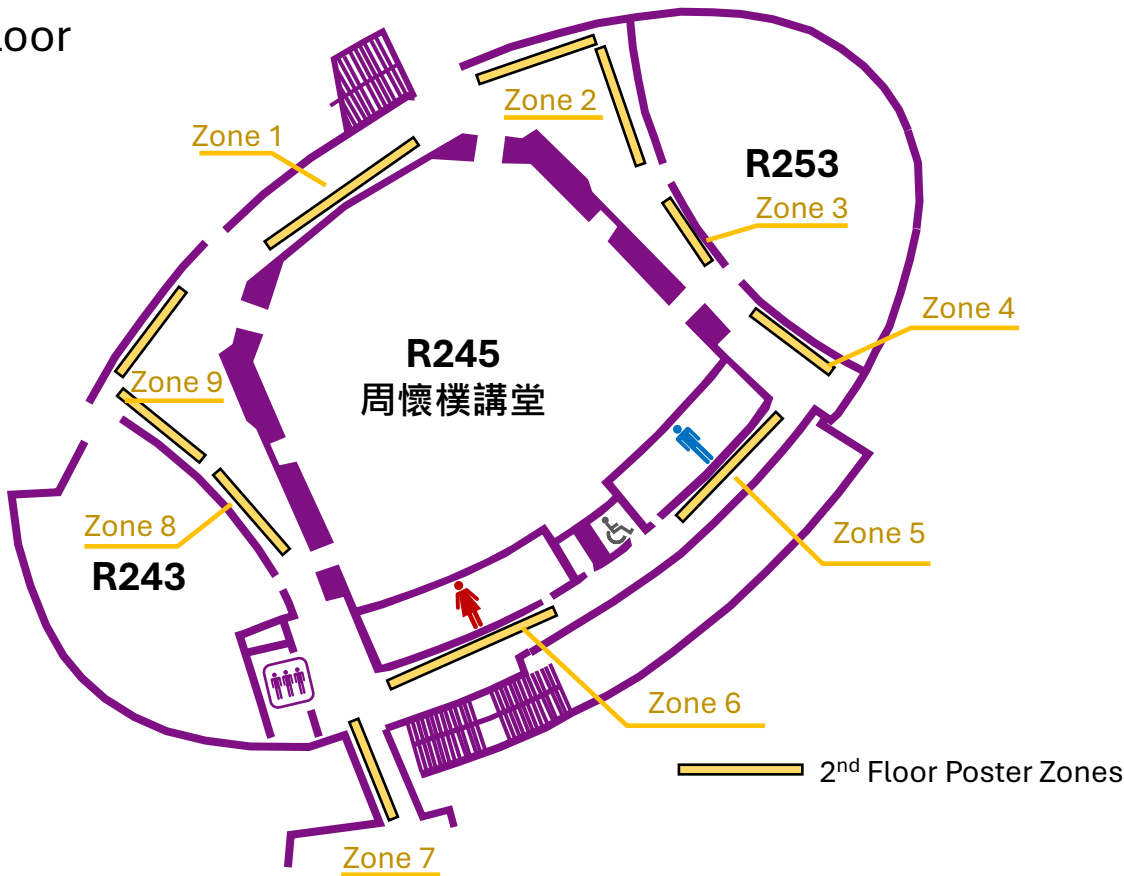 loor
Zone 1
Zone 2
R253
Zone 3
Zone 4
R245
周懷樸講堂
Zone 9
Zone 8
R243
Zone 5
Zone 6
2nd Floor Poster Zones
Zone 7